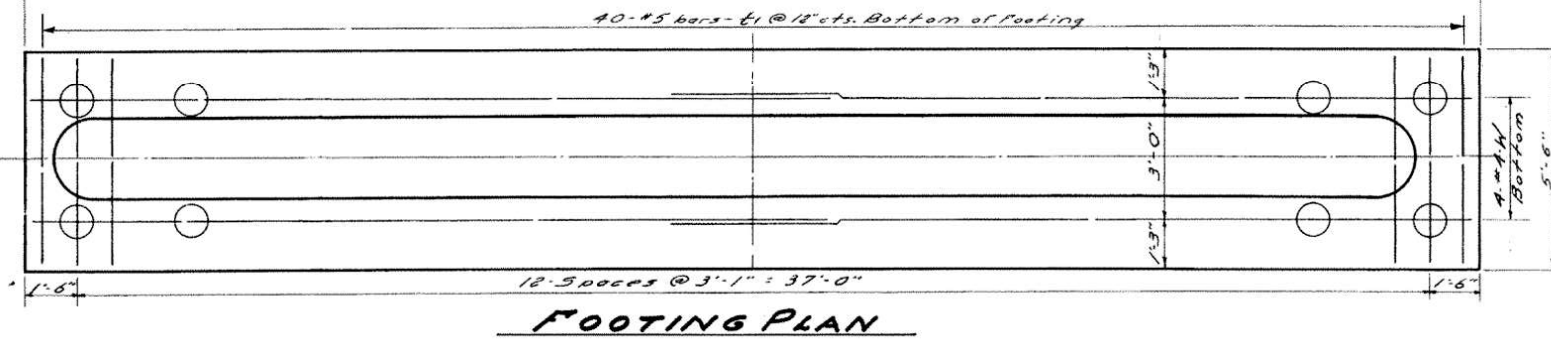 40-#5 bars - t1 @ 12" cts. Bottom of Footing
1'-3"
3'-0"
1'-3"
4-#4-W
Bottom
5'-6"
1'-6"
12-Spaces @ 3'-1" = 37'-0"
1'-6"
FOOTING PLAN